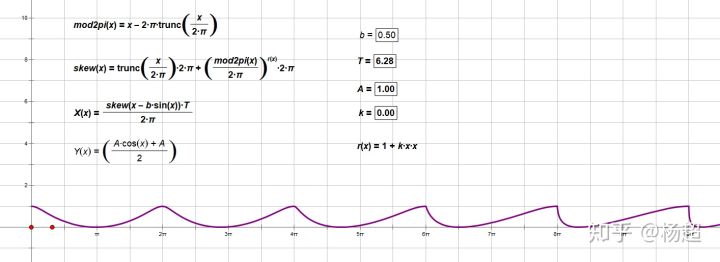 10
mod2pi(x) = x − 2·π·trunc(x/(2·π))
b = 0.50
8
T = 6.28
skew(x) = trunc(x/(2·π))·2·π + (mod2pi(x)/(2·π))^r(x)·2·π
A = 1.00
6
X(x) = skew(x − b·sin(x))·T/(2·π)
k = 0.00
4
Y(x) = ((A·cos(x) + A)/2)
r(x) = 1 + k·x·x
2
π 2π 3π 4π 5π 6π 7π 8π 9π
知乎 @杨超